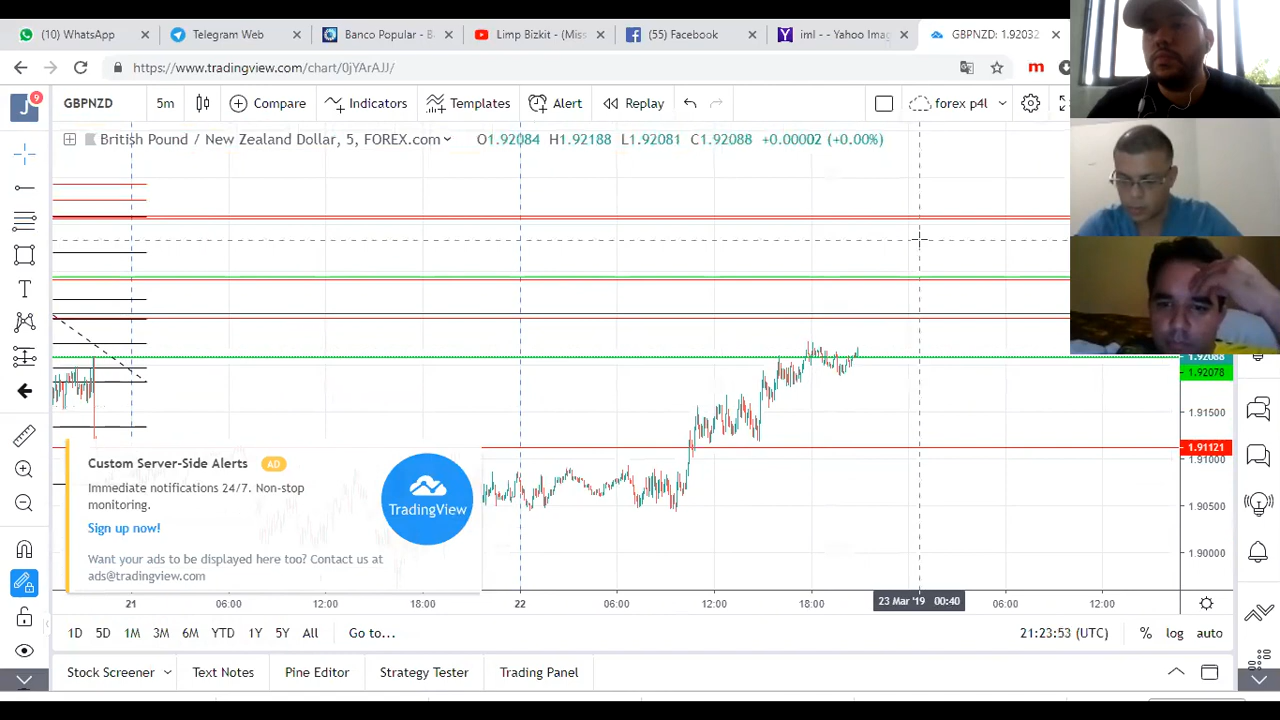 (10) WhatsApp
Telegram Web
Banco Popular - B
Limp Bizkit - (Miss
(55) Facebook
iml - - Yahoo Imag
GBPNZD: 1.92032
https://www.tradingview.com/chart/0jYArAJJ/
m
J 9
GBPNZD 5m Compare Indicators Templates Alert Replay forex p4l
British Pound / New Zealand Dollar, 5, FOREX.com O1.92084 H1.92188 L1.92081 C1.92088 +0.00002 (+0.00%)
1.92088
1.92078
1.91500
1.91121
1.91000
1.90500
1.90000
Custom Server-Side Alerts AD
Immediate notifications 24/7. Non-stop
monitoring.
Sign up now!
Want your ads to be displayed here too? Contact us at
ads@tradingview.com
TradingView
21 06:00 12:00 18:00 22 06:00 12:00 18:00 23 Mar '19 00:40 06:00 12:00
1D 5D 1M 3M 6M YTD 1Y 5Y All Go to... 21:23:53 (UTC) % log auto
Stock Screener Text Notes Pine Editor Strategy Tester Trading Panel